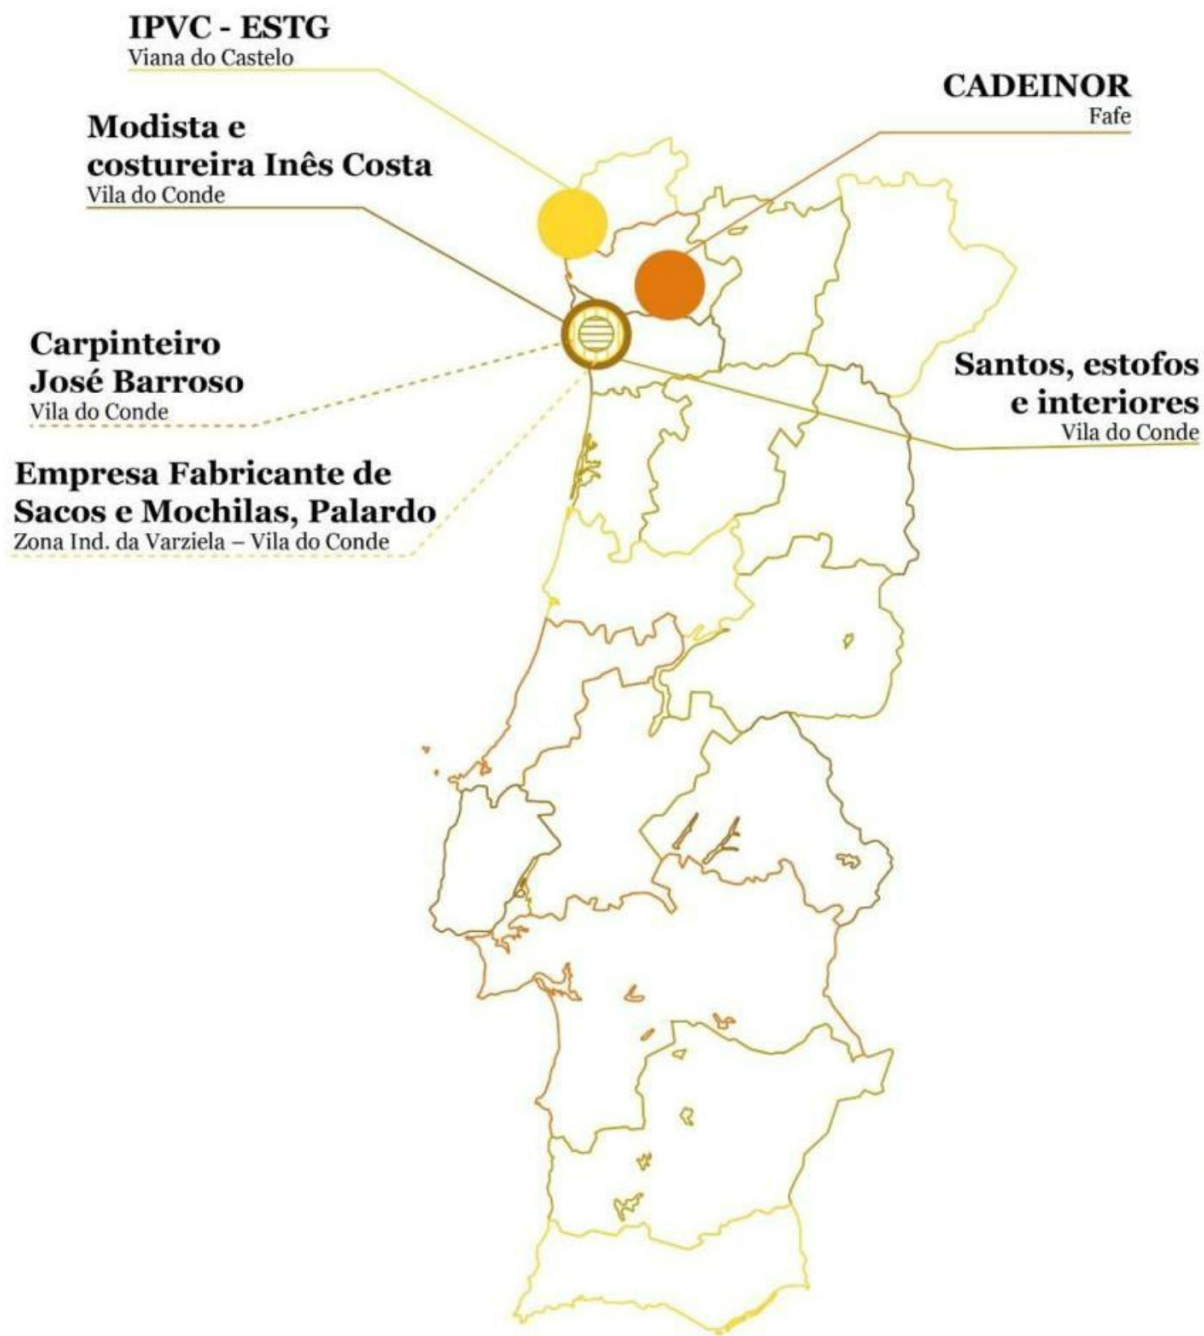 IPVC - ESTG
Viana do Castelo
CADEINOR
Fafe
Modista e
costureira Inês Costa
Vila do Conde
Carpinteiro
José Barroso
Vila do Conde
Santos, estofos
e interiores
Vila do Conde
Empresa Fabricante de
Sacos e Mochilas, Palardo
Zona Ind. da Varziela – Vila do Conde